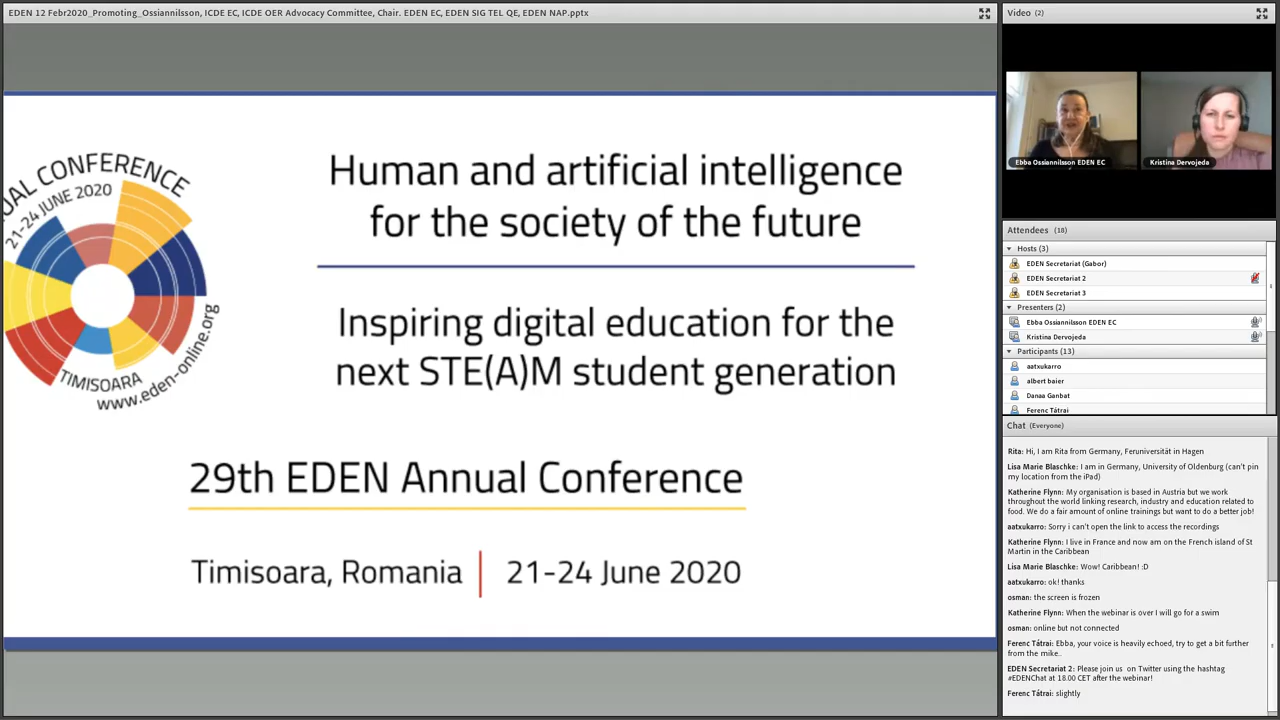 EDEN 12 Febr2020_Promoting_Ossiannilsson, ICDE EC, ICDE OER Advocacy Committee, Chair. EDEN EC, EDEN SIG TEL QE, EDEN NAP.pptx
UAL CONFERENCE
21-24 JUNE 2020
TIMISOARA
www.eden-online.org
Human and artificial intelligence
for the society of the future
Inspiring digital education for the
next STE(A)M student generation
29th EDEN Annual Conference
Timisoara, Romania | 21-24 June 2020
Video (2)
Ebba Ossiannilsson EDEN EC
Kristina Dervojeda
Attendees (18)
Hosts (3)
EDEN Secretariat (Gabor)
EDEN Secretariat 2
EDEN Secretariat 3
Presenters (2)
Ebba Ossiannilsson EDEN EC
Kristina Dervojeda
Participants (13)
aatxukarro
albert baier
Danaa Ganbat
Ferenc Tátrai
Chat (Everyone)
Rita: Hi, I am Rita from Germany, Feruniversität in Hagen
Lisa Marie Blaschke: I am in Germany, University of Oldenburg (can't pin
my location from the iPad)
Katherine Flynn: My organisation is based in Austria but we work
throughout the world linking research, industry and education related to
food. We do a fair amount of online trainings but want to do a better job!
aatxukarro: Sorry i can't open the link to access the recordings
Katherine Flynn: I live in France and now am on the French island of St
Martin in the Caribbean
Lisa Marie Blaschke: Wow! Caribbean! :D
aatxukarro: ok! thanks
osman: the screen is frozen
Katherine Flynn: When the webinar is over I will go for a swim
osman: online but not connected
Ferenc Tátrai: Ebba, your voice is heavily echoed, try to get a bit further
from the mike..
EDEN Secretariat 2: Please join us on Twitter using the hashtag
#EDENChat at 18.00 CET after the webinar!
Ferenc Tátrai: slightly